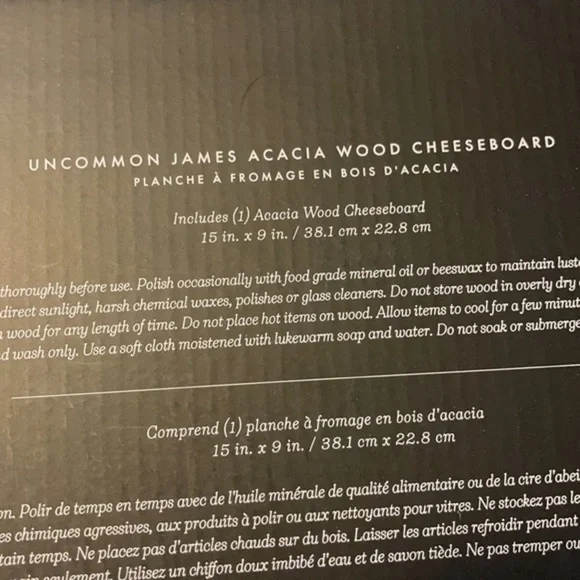 UNCOMMON JAMES ACACIA WOOD CHEESEBOARD
PLANCHE À FROMAGE EN BOIS D'ACACIA
Includes (1) Acacia Wood Cheeseboard
15 in. x 9 in. / 38.1 cm x 22.8 cm
thoroughly before use. Polish occasionally with food grade mineral oil or beeswax to maintain
direct sunlight, harsh chemical waxes, polishes or glass cleaners. Do not store wood in overly dry
wood for any length of time. Do not place hot items on wood. Allow items to cool for a few
wash only. Use a soft cloth moistened with lukewarm soap and water. Do not soak or submerge
Comprend (1) planche à fromage en bois d'acacia
15 in. x 9 in. / 38.1 cm x 22.8 cm
Polir de temps en temps avec de l'huile minérale de qualité alimentaire ou de la cire
chimiques agressives, aux produits à polir ou aux nettoyants pour vitres. Ne stockez pas
temps. Ne placez pas d'articles chauds sur du bois. Laisser les articles refroidir pendant
seulement. Utilisez un chiffon doux imbibé d'eau et de savon tiède. Ne pas tremper